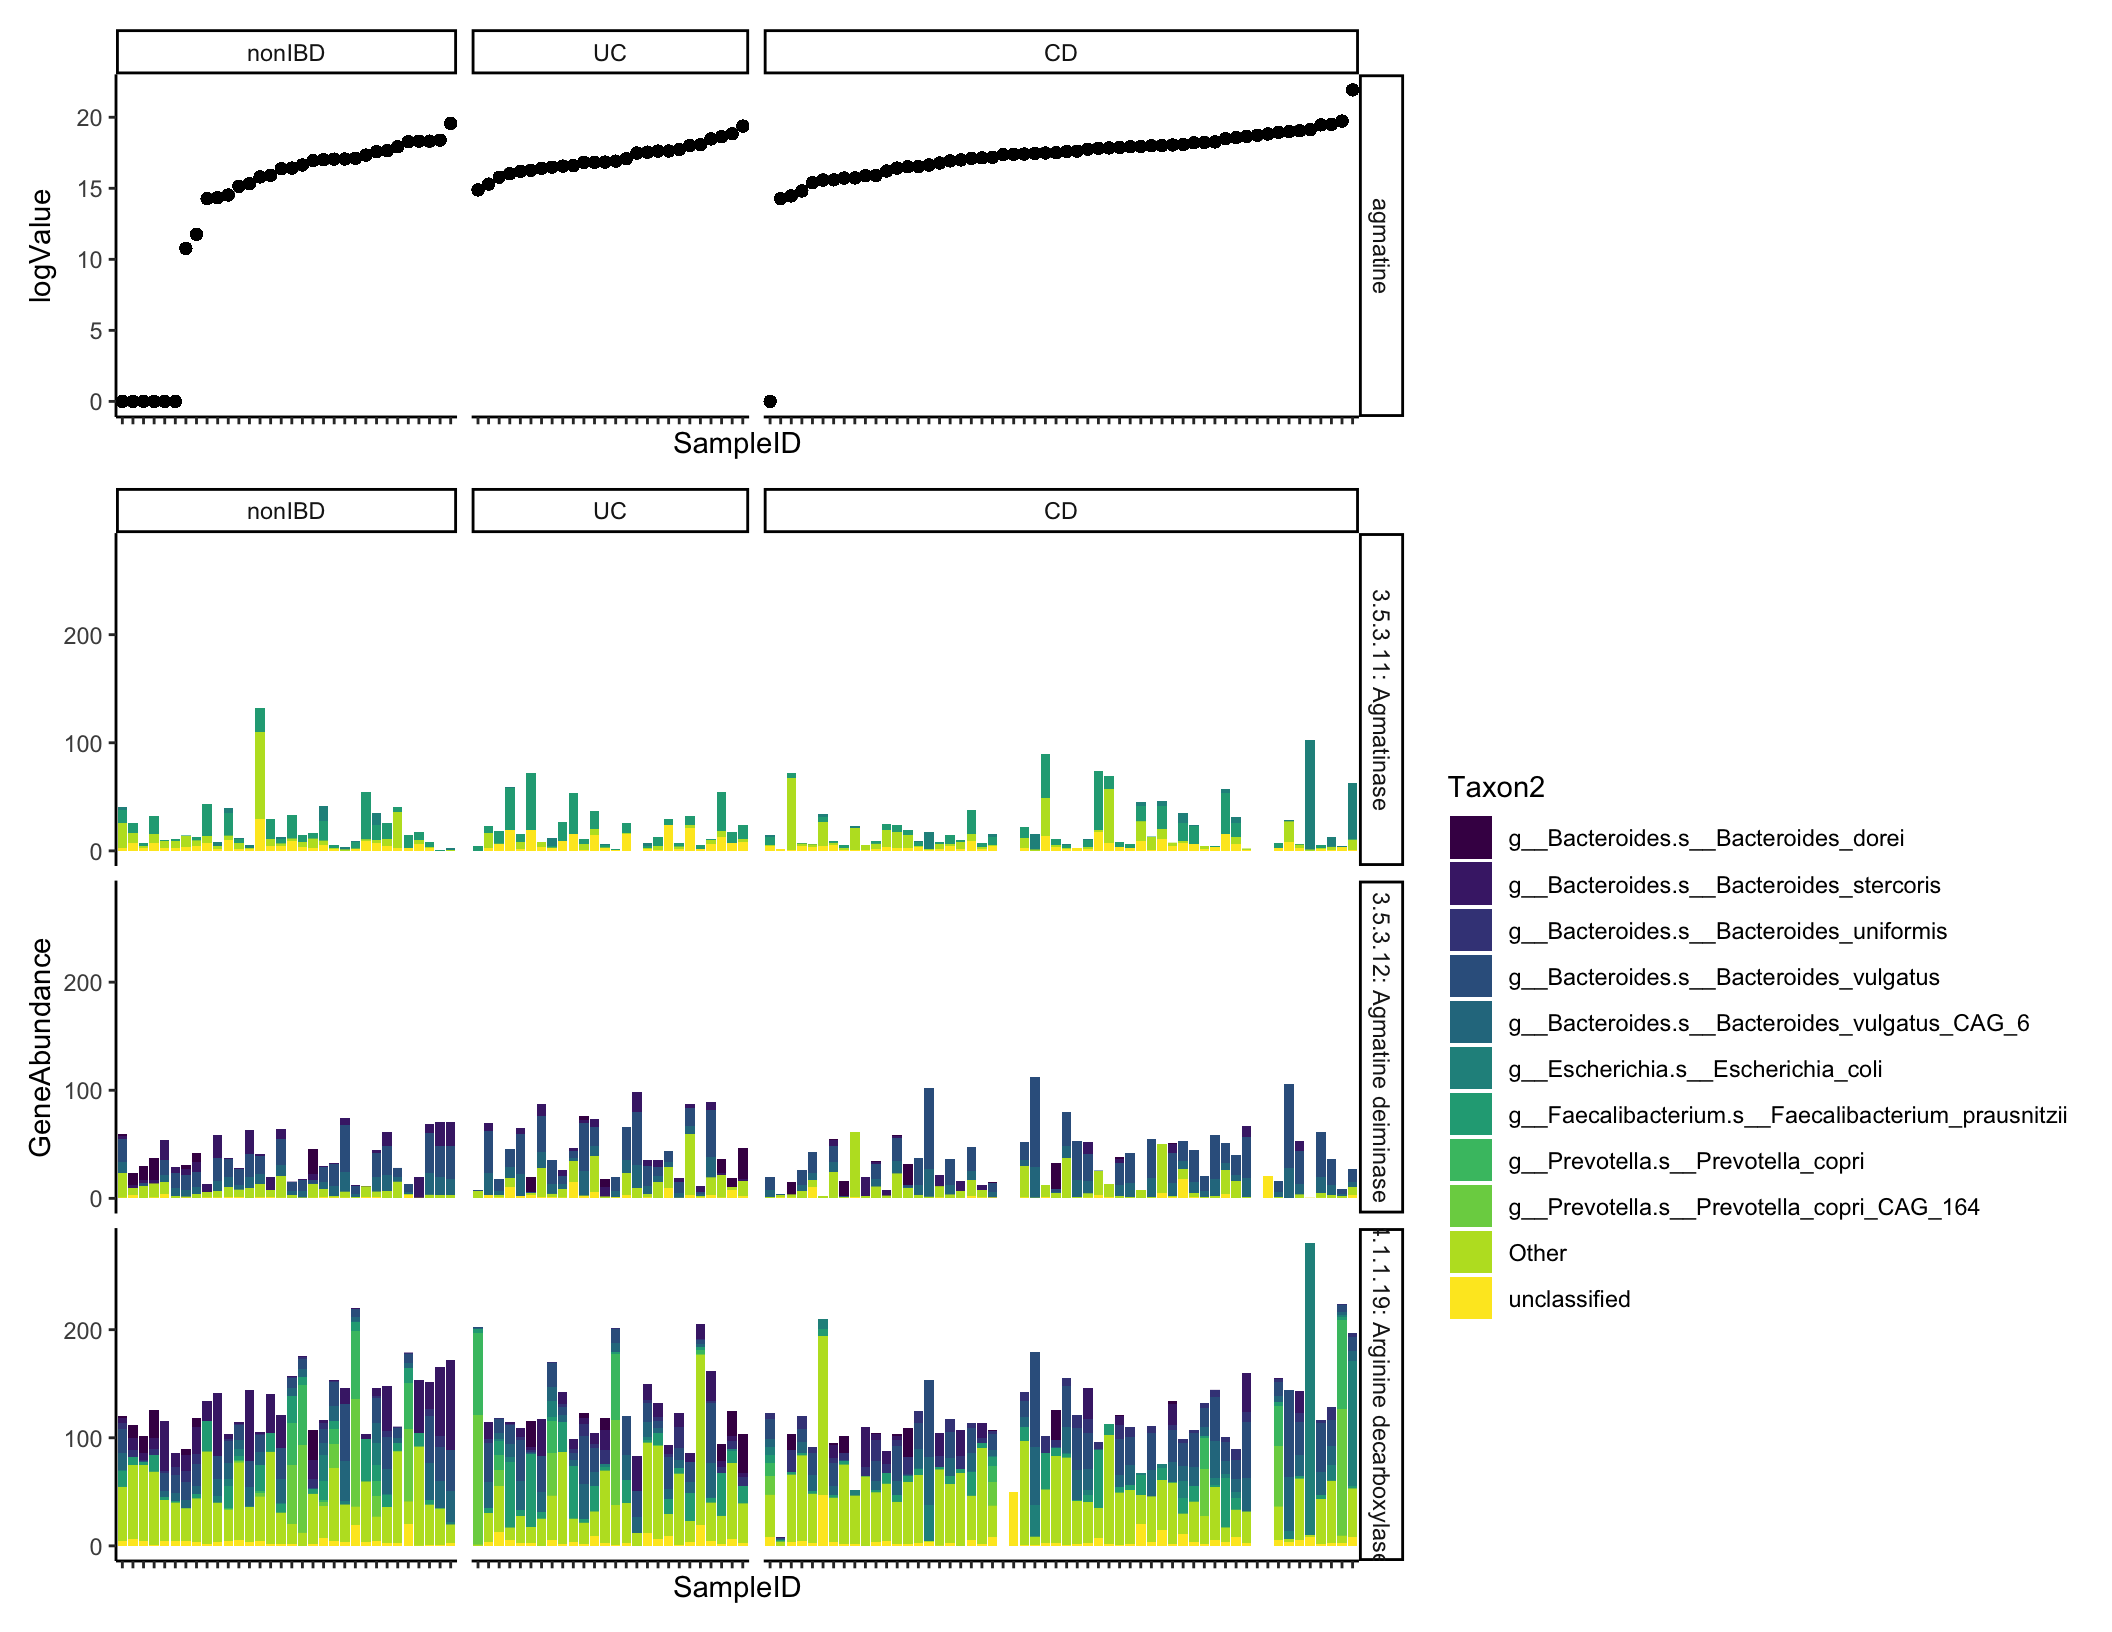 nonIBD UC CD
20
15
10
5
0
logValue
agmatine
SampleID
nonIBD UC CD
200
100
0
3.5.3.11: Agmatinase
200
100
0
3.5.3.12: Agmatine deiminase
GeneAbundance
200
100
0
.1.1.19: Arginine decarboxylase
SampleID
Taxon2
g__Bacteroides.s__Bacteroides_dorei
g__Bacteroides.s__Bacteroides_stercoris
g__Bacteroides.s__Bacteroides_uniformis
g__Bacteroides.s__Bacteroides_vulgatus
g__Bacteroides.s__Bacteroides_vulgatus_CAG_6
g__Escherichia.s__Escherichia_coli
g__Faecalibacterium.s__Faecalibacterium_prausnitzii
g__Prevotella.s__Prevotella_copri
g__Prevotella.s__Prevotella_copri_CAG_164
Other
unclassified